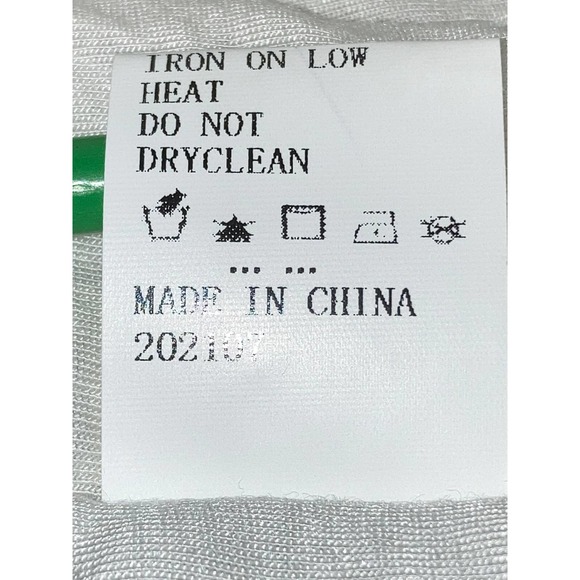 IRON ON LOW
HEAT
DO NOT
DRYCLEAN
MADE IN CHINA
202107